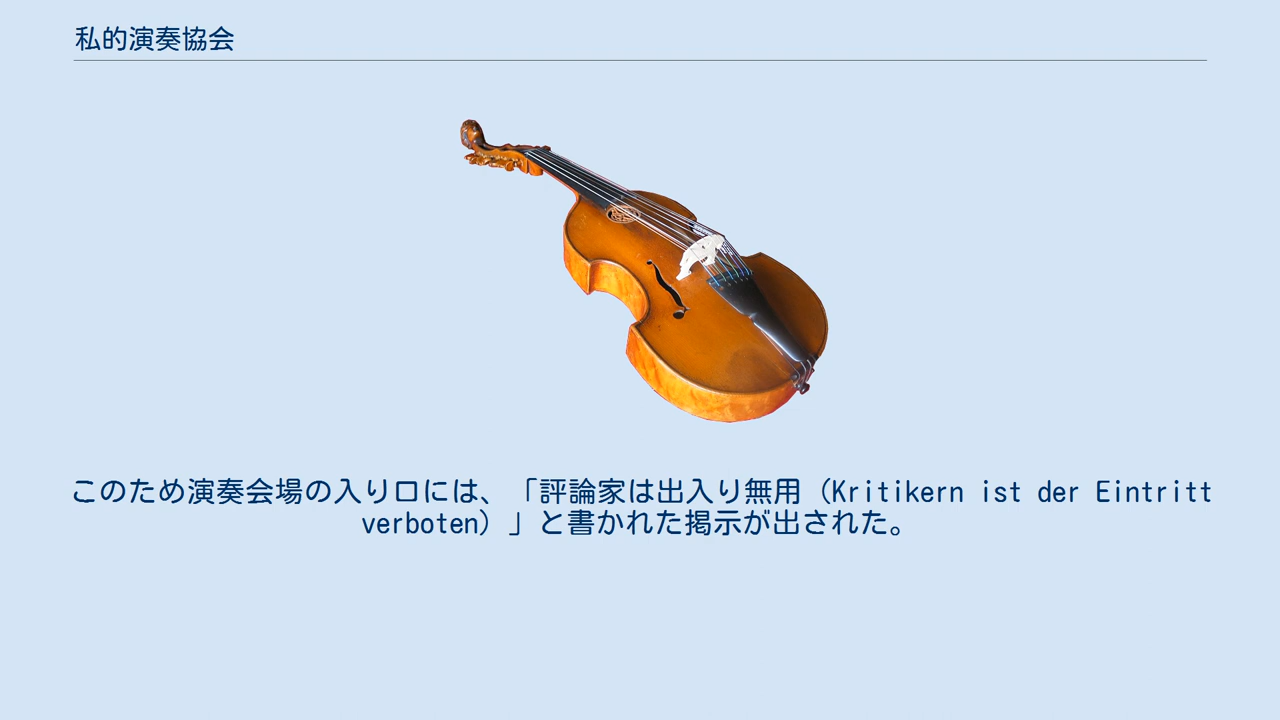 私的演奏協会
このため演奏会場の入り口には、「評論家は出入り無用（Kritikern ist der Eintritt
verboten）」と書かれた掲示が出された。